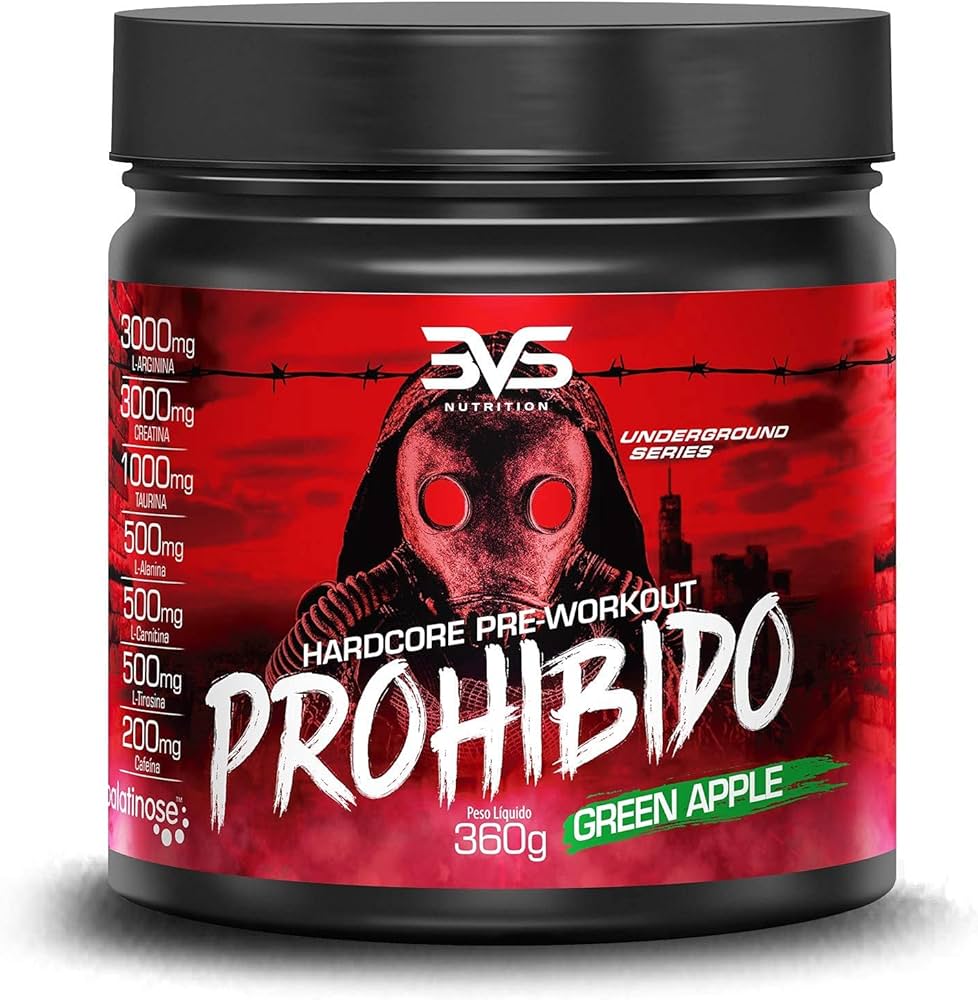 3VS
NUTRITION
UNDERGROUND
SERIES
3000mg
L-ARGININA
3000mg
CREATINA
1000mg
TAURINA
500mg
L-Alanina
500mg
L-Carnitina
500mg
L-Tirosina
200mg
Cafeína
palatinose™
HARDCORE PRE-WORKOUT
PROHIBIDO
Peso Líquido
360g
GREEN APPLE